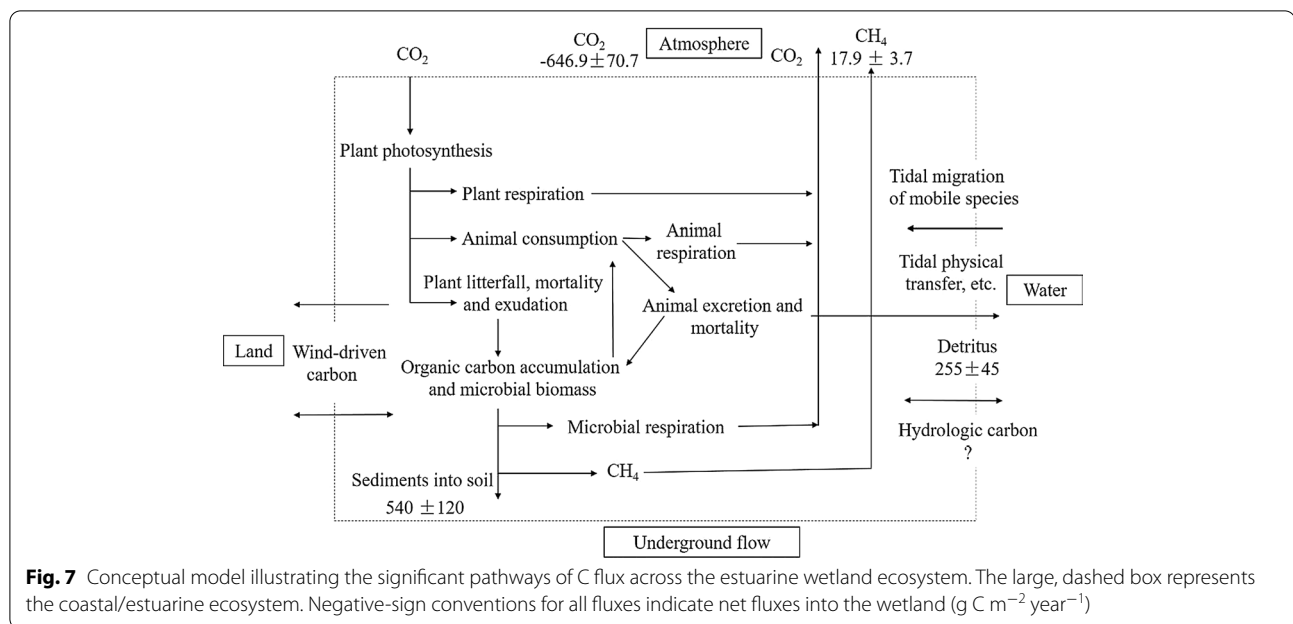 CO₂
CO₂
-646.9±70.7
Atmosphere
CO₂
CH₄
17.9 ± 3.7
Plant photosynthesis
Plant respiration
Animal consumption
Animal
respiration
Plant litterfall, mortality
and exudation
Animal excretion and
mortality
Organic carbon accumulation
and microbial biomass
Microbial respiration
CH₄
Sediments into soil
540 ±120
Land
Wind-driven
carbon
Tidal migration
of mobile species
Tidal physical
transfer, etc.
Water
Detritus
255±45
Hydrologic carbon
?
Underground flow
Fig. 7 Conceptual model illustrating the significant pathways of C flux across the estuarine wetland ecosystem. The large, dashed box represents
the coastal/estuarine ecosystem. Negative-sign conventions for all fluxes indicate net fluxes into the wetland (g C m⁻² year⁻¹)